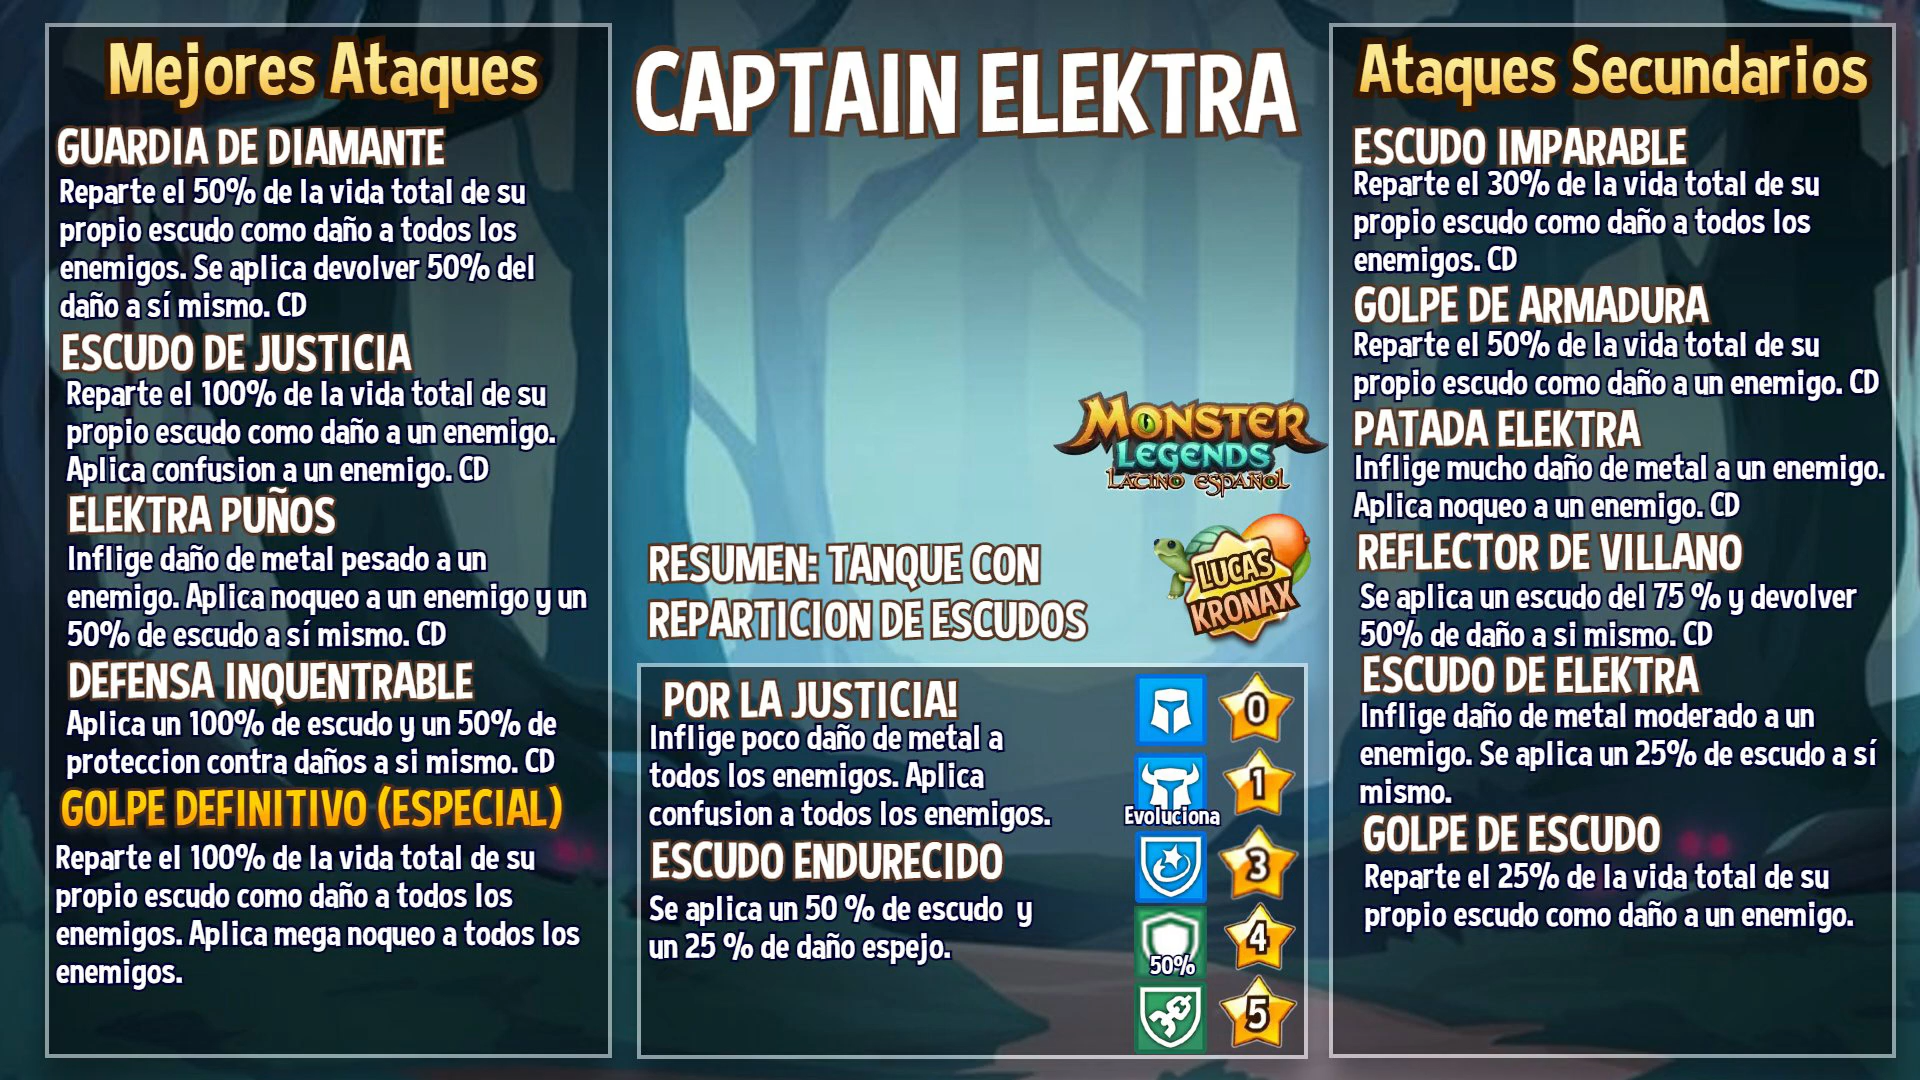 Mejores Ataques
GUARDIA DE DIAMANTE
Reparte el 50% de la vida total de su
propio escudo como daño a todos los
enemigos. Se aplica devolver 50% del
daño a sí mismo. CD
ESCUDO DE JUSTICIA
Reparte el 100% de la vida total de su
propio escudo como daño a un enemigo.
Aplica confusion a un enemigo. CD
ELEKTRA PUÑOS
Inflige daño de metal pesado a un
enemigo. Aplica noqueo a un enemigo y un
50% de escudo a sí mismo. CD
DEFENSA INQUENTRABLE
Aplica un 100% de escudo y un 50% de
proteccion contra daños a si mismo. CD
GOLPE DEFINITIVO (ESPECIAL)
Reparte el 100% de la vida total de su
propio escudo como daño a todos los
enemigos. Aplica mega noqueo a todos los
enemigos.
CAPTAIN ELEKTRA
MONSTER
LEGENDS
LATINO ESPAÑOL
LUCAS
KRONAX
RESUMEN: TANQUE CON
REPARTICION DE ESCUDOS
POR LA JUSTICIA!
Inflige poco daño de metal a
todos los enemigos. Aplica
confusion a todos los enemigos.
ESCUDO ENDURECIDO
Se aplica un 50 % de escudo y
un 25 % de daño espejo.
0
1
Evoluciona
3
4
50%
5
Ataques Secundarios
ESCUDO IMPARABLE
Reparte el 30% de la vida total de su
propio escudo como daño a todos los
enemigos. CD
GOLPE DE ARMADURA
Reparte el 50% de la vida total de su
propio escudo como daño a un enemigo. CD
PATADA ELEKTRA
Inflige mucho daño de metal a un enemigo.
Aplica noqueo a un enemigo. CD
REFLECTOR DE VILLANO
Se aplica un escudo del 75 % y devolver
50% de daño a si mismo. CD
ESCUDO DE ELEKTRA
Inflige daño de metal moderado a un
enemigo. Se aplica un 25% de escudo a sí
mismo.
GOLPE DE ESCUDO
Reparte el 25% de la vida total de su
propio escudo como daño a un enemigo.